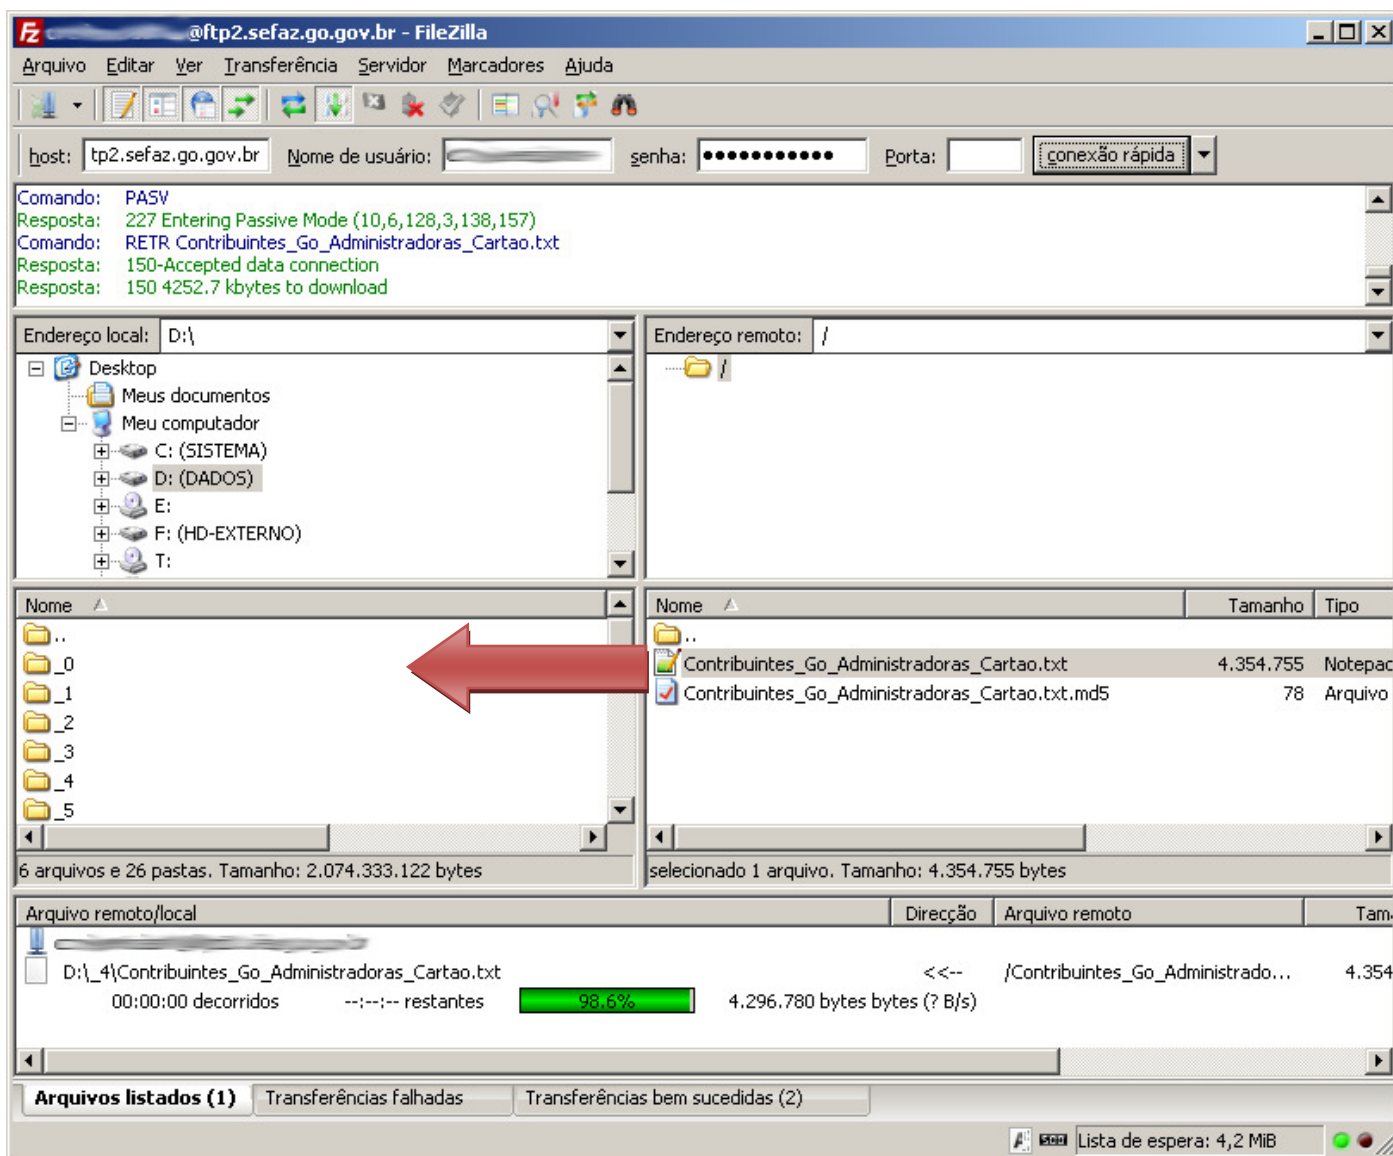 @ftp2.sefaz.go.gov.br - FileZilla
Arquivo Editar Ver Transferência Servidor Marcadores Ajuda
host: tp2.sefaz.go.gov.br Nome de usuário: senha: ●●●●●●●●●●● Porta: conexão rápida
Comando: PASV
Resposta: 227 Entering Passive Mode (10,6,128,3,138,157)
Comando: RETR Contribuintes_Go_Administradoras_Cartao.txt
Resposta: 150-Accepted data connection
Resposta: 150 4252.7 kbytes to download
Endereço local: D:\
Desktop
Meus documentos
Meu computador
C: (SISTEMA)
D: (DADOS)
E:
F: (HD-EXTERNO)
T:
Endereço remoto: /
/
Nome
..
_0
_1
_2
_3
_4
_5
6 arquivos e 26 pastas. Tamanho: 2.074.333.122 bytes
Nome Tamanho Tipo
..
Contribuintes_Go_Administradoras_Cartao.txt 4.354.755 Notepac
Contribuintes_Go_Administradoras_Cartao.txt.md5 78 Arquivo
selecionado 1 arquivo. Tamanho: 4.354.755 bytes
Arquivo remoto/local Direcção Arquivo remoto Tam
D:\_4\Contribuintes_Go_Administradoras_Cartao.txt <<-- /Contribuintes_Go_Administrado... 4.354
00:00:00 decorridos --:--:-- restantes 98.6% 4.296.780 bytes bytes (? B/s)
Arquivos listados (1) Transferências falhadas Transferências bem sucedidas (2)
Lista de espera: 4,2 MiB